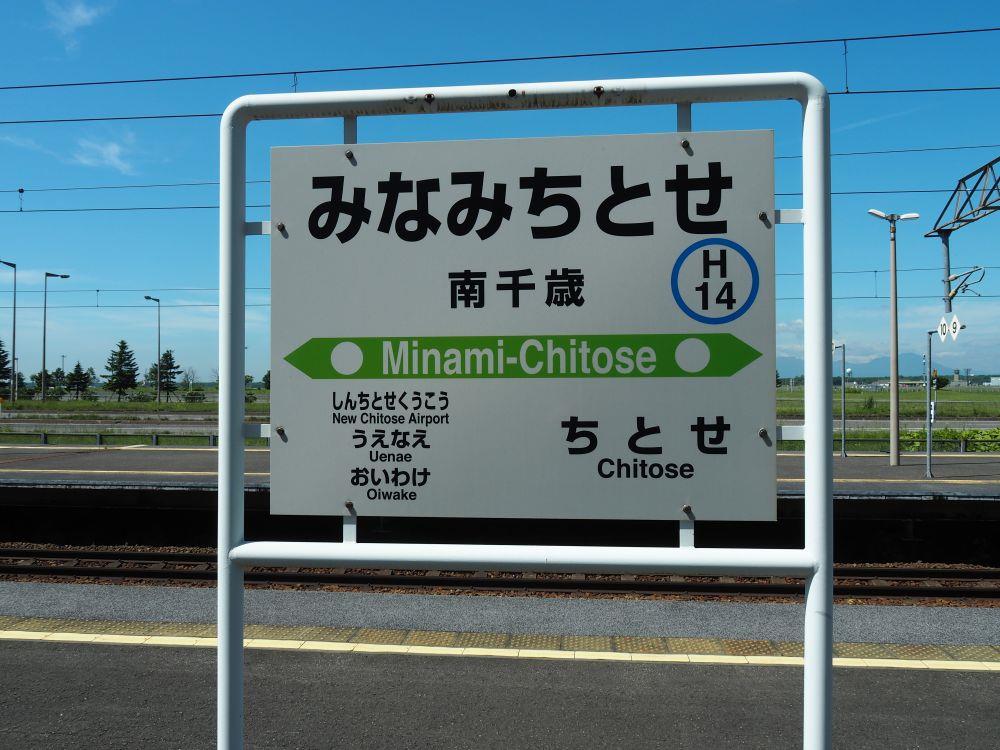 みなみちとせ
南千歳
H
14
Minami-Chitose
しんちとせくうこう
New Chitose Airport
うえなえ
Uenae
おいわけ
Oiwake
ちとせ
Chitose
10 9